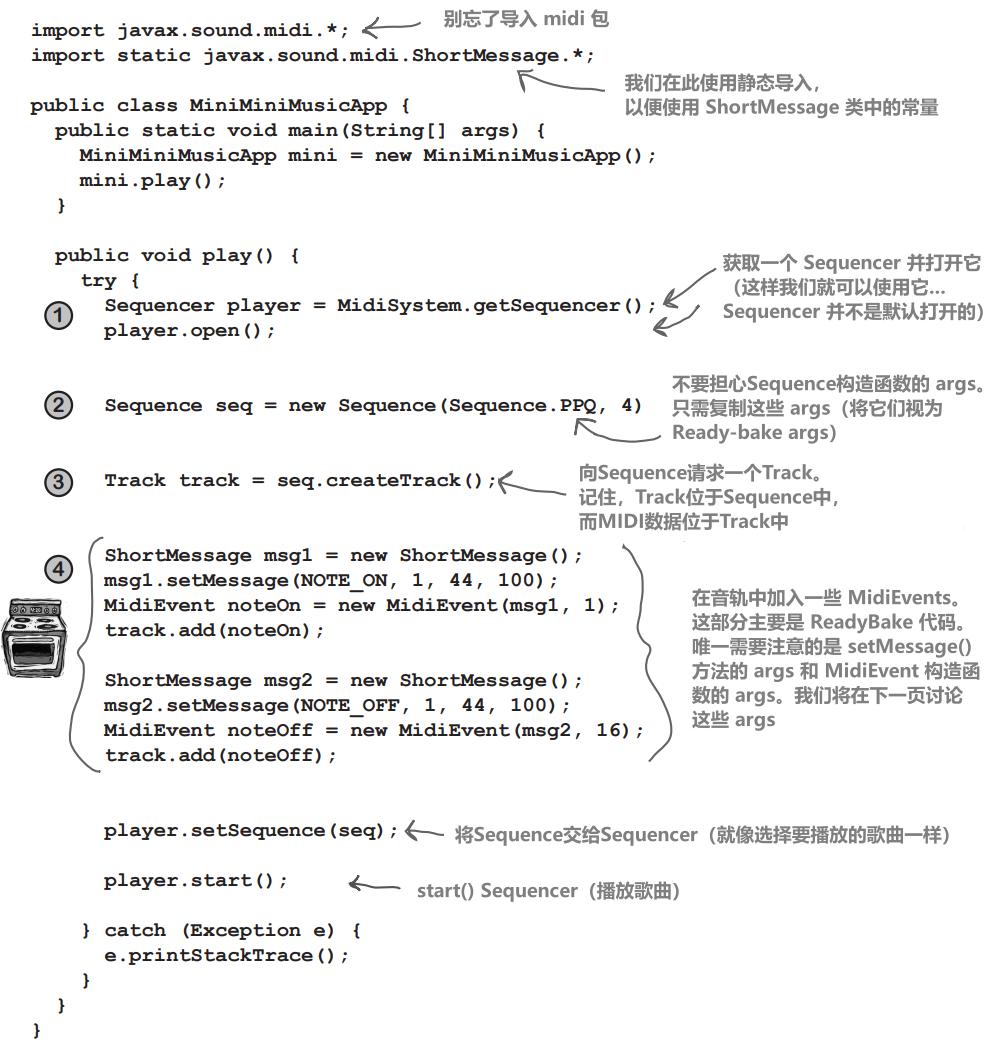 import javax.sound.midi.*;
别忘了导入 midi 包
import static javax.sound.midi.ShortMessage.*;
我们在此使用静态导入，
以便使用 ShortMessage 类中的常量
public class MiniMiniMusicApp {
public static void main(String[] args) {
MiniMiniMusicApp mini = new MiniMiniMusicApp();
mini.play();
}
public void play() {
try {
1
Sequencer player = MidiSystem.getSequencer();
player.open();
获取一个 Sequencer 并打开它
（这样我们就可以使用它...
Sequencer 并不是默认打开的）
2
Sequence seq = new Sequence(Sequence.PPQ, 4)
不要担心Sequence构造函数的 args。
只需复制这些 args（将它们视为
Ready-bake args）
3
Track track = seq.createTrack();
向Sequence请求一个Track。
记住，Track位于Sequence中，
而MIDI数据位于Track中
4
ShortMessage msg1 = new ShortMessage();
msg1.setMessage(NOTE_ON, 1, 44, 100);
MidiEvent noteOn = new MidiEvent(msg1, 1);
track.add(noteOn);
ShortMessage msg2 = new ShortMessage();
msg2.setMessage(NOTE_OFF, 1, 44, 100);
MidiEvent noteOff = new MidiEvent(msg2, 16);
track.add(noteOff);
在音轨中加入一些 MidiEvents。
这部分主要是 ReadyBake 代码。
唯一需要注意的是 setMessage()
方法的 args 和 MidiEvent 构造函
数的 args。我们将在下一页讨论
这些 args
player.setSequence(seq);
将Sequence交给Sequencer（就像选择要播放的歌曲一样）
player.start();
start() Sequencer（播放歌曲）
} catch (Exception e) {
e.printStackTrace();
}
}
}